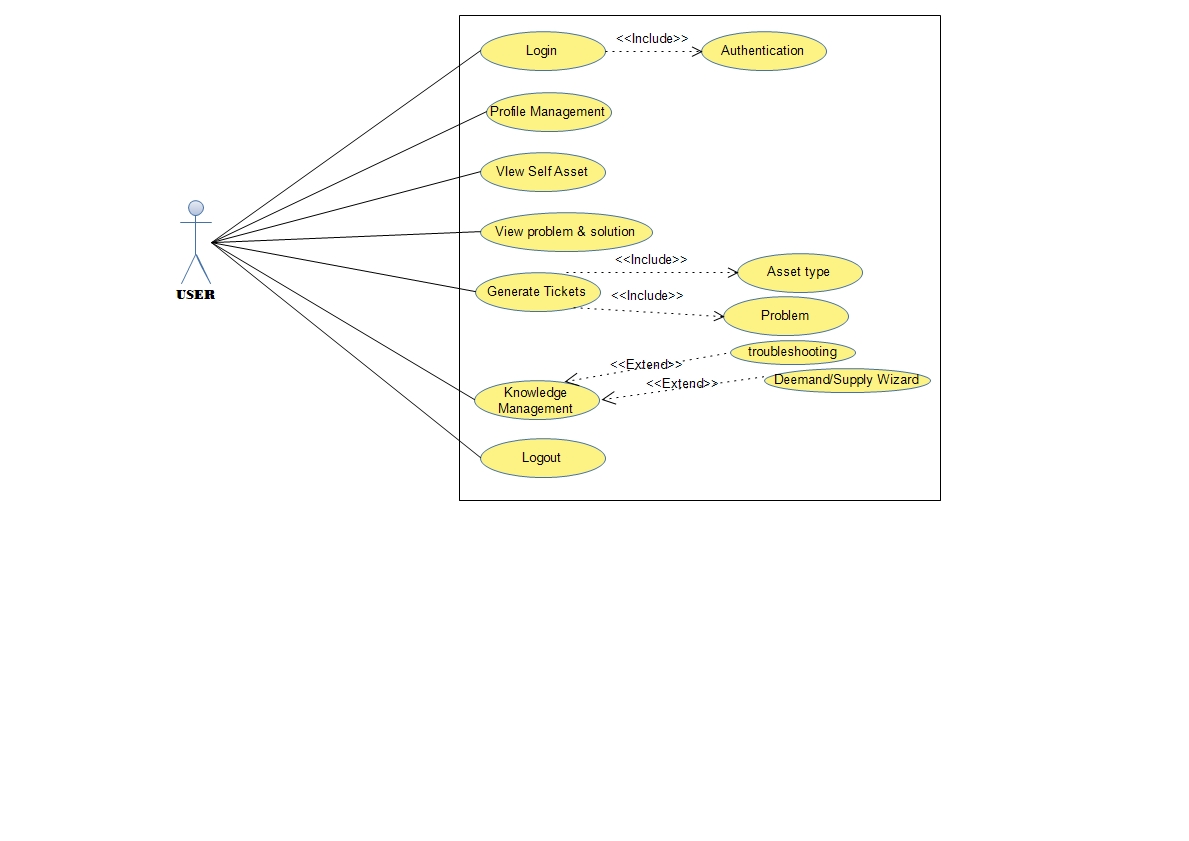 <<Include>>
Login
Authentication
Profile Management
VIew Self Asset
View problem & solution
<<Include>>
Asset type
Generate Tickets
<<Include>>
USER
Problem
troubleshooting
<<Extend>>
<<Extend>>
Deemand/Supply Wizard
Knowledge
Management
Logout